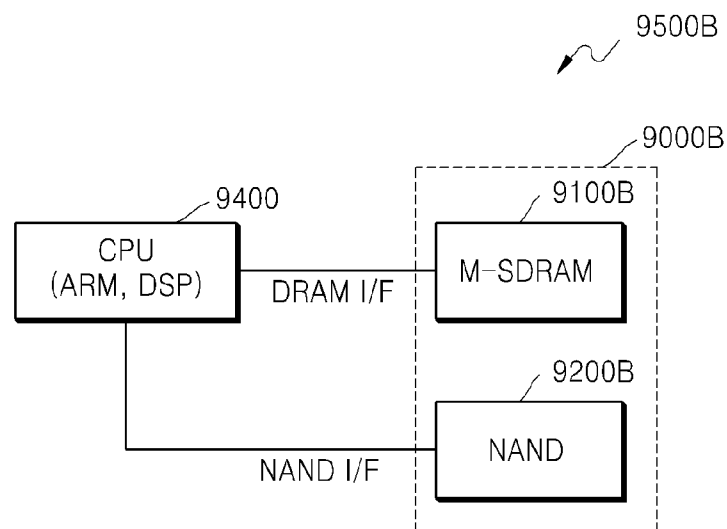 9500B
9000B
9400
9100B
CPU
(ARM, DSP)
DRAM I/F
M-SDRAM
9200B
NAND I/F
NAND